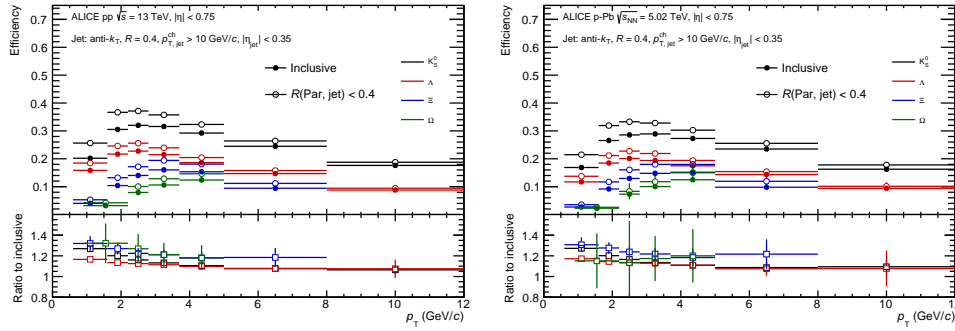 ALICE pp √s = 13 TeV, |η| < 0.75
Jet: anti-kT, R = 0.4, p^ch_T,jet > 10 GeV/c, |ηjet| < 0.35
Efficiency
0.7
0.6
0.5
0.4
0.3
0.2
0.1
Inclusive
R(Par, jet) < 0.4
K⁰S
Λ
Ξ
Ω
Ratio to inclusive
1.4
1.2
1
0.8
0 2 4 6 8 10 12
pT (GeV/c)
ALICE p-Pb √sNN = 5.02 TeV, |η| < 0.75
Jet: anti-kT, R = 0.4, p^ch_T,jet > 10 GeV/c, |ηjet| < 0.35
Efficiency
0.7
0.6
0.5
0.4
0.3
0.2
0.1
Inclusive
R(Par, jet) < 0.4
K⁰S
Λ
Ξ
Ω
Ratio to inclusive
1.4
1.2
1
0.8
0 2 4 6 8 10 12
pT (GeV/c)